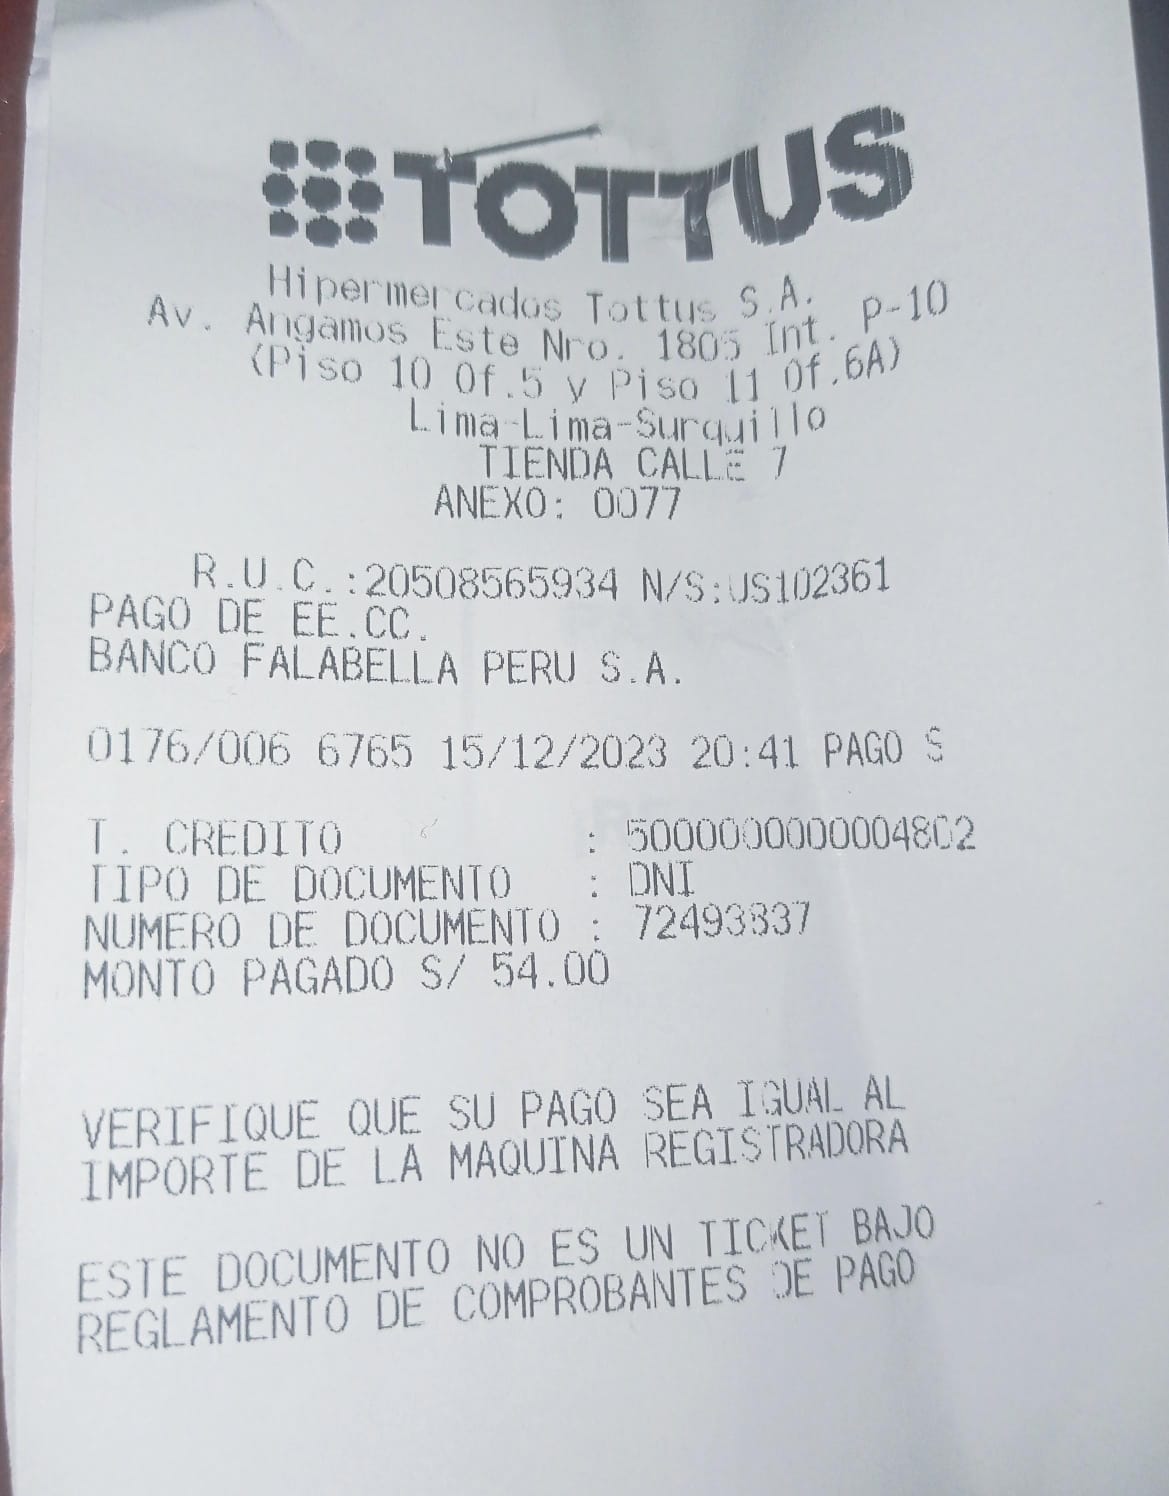 TOTTUS
Hipermercados Tottus S.A.
Av. Angamos Este Nro. 1805 Int. P-10
(Piso 10 Of.5 y Piso 11 Of.6A)
Lima-Lima-Surquillo
TIENDA CALLE 7
ANEXO: 0077
R.U.C.:20508565934 N/S:US102361
PAGO DE EE.CC.
BANCO FALABELLA PERU S.A.
0176/006 6765 15/12/2023 20:41 PAGO S
T. CREDITO : 5000000000004802
TIPO DE DOCUMENTO : DNI
NUMERO DE DOCUMENTO :
MONTO PAGADO S/ 54.00
VERIFIQUE QUE SU PAGO SEA IGUAL AL
IMPORTE DE LA MAQUINA REGISTRADORA
ESTE DOCUMENTO NO ES UN TICKET BAJO
REGLAMENTO DE COMPROBANTES DE PAGO